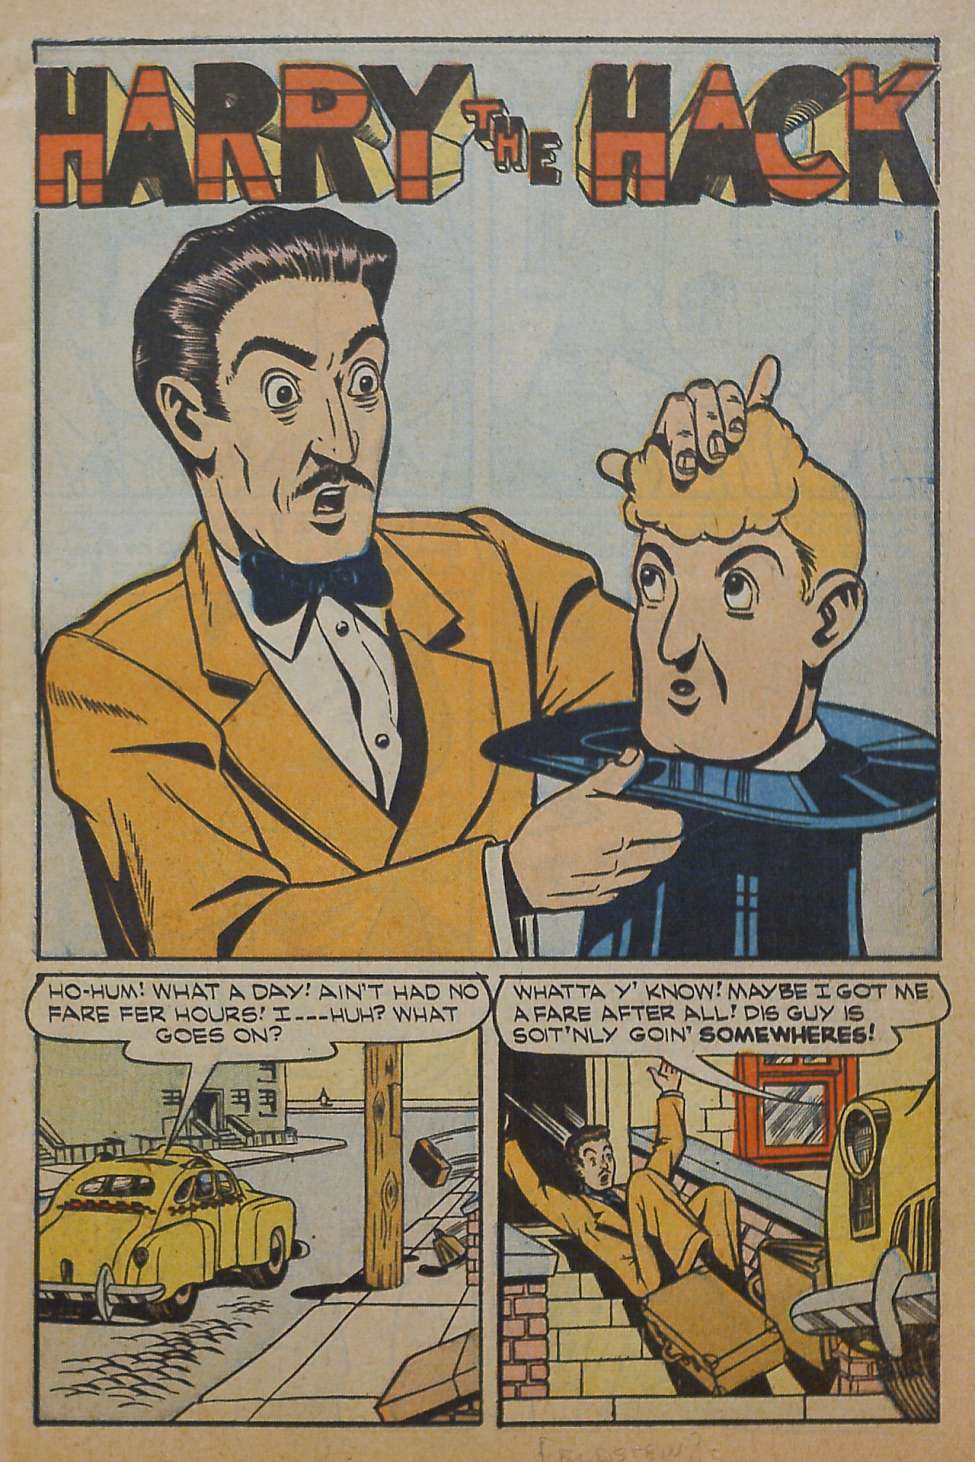 HARRY THE HACK
HO-HUM! WHAT A DAY! AIN'T HAD NO
FARE FER HOURS! I---HUH? WHAT
GOES ON?
WHATTA Y' KNOW! MAYBE I GOT ME
A FARE AFTER ALL! DIS GUY IS
SOIT'NLY GOIN' SOMEWHERES!